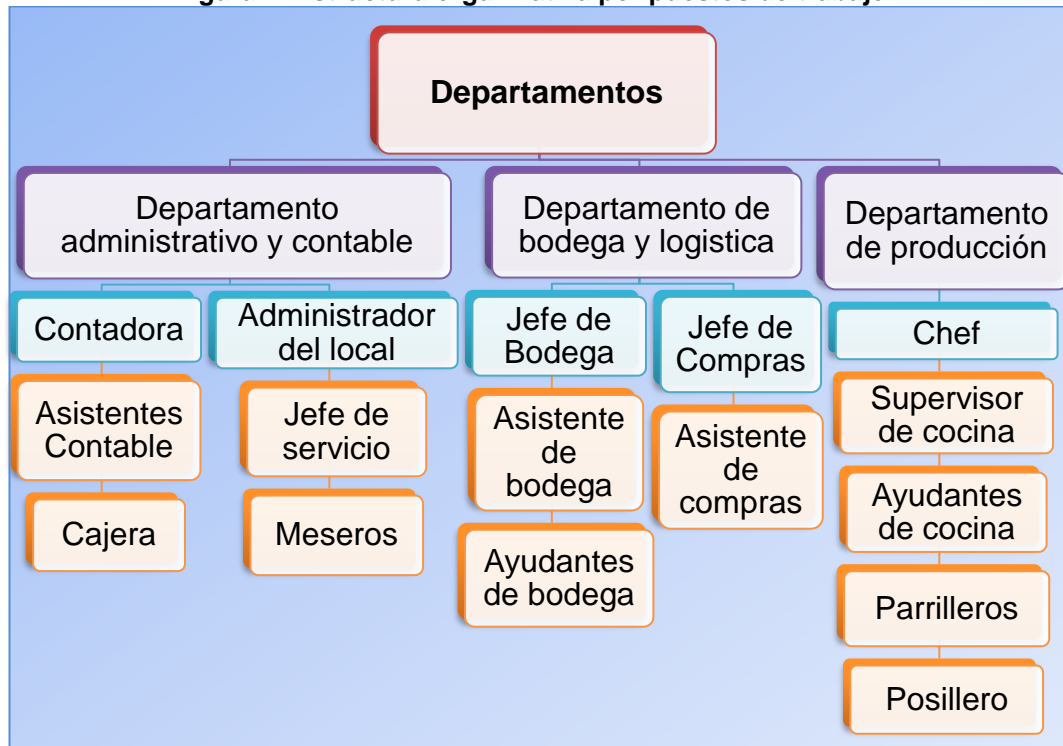 Departamentos
Departamento
administrativo y contable
Departamento de
bodega y logistica
Departamento
de producción
Contadora
Administrador
del local
Jefe de
Bodega
Jefe de
Compras
Chef
Asistentes
Contable
Jefe de
servicio
Asistente
de
bodega
Asistente
de
compras
Supervisor
de cocina
Cajera
Meseros
Ayudantes
de bodega
Ayudantes
de cocina
Parrilleros
Posillero